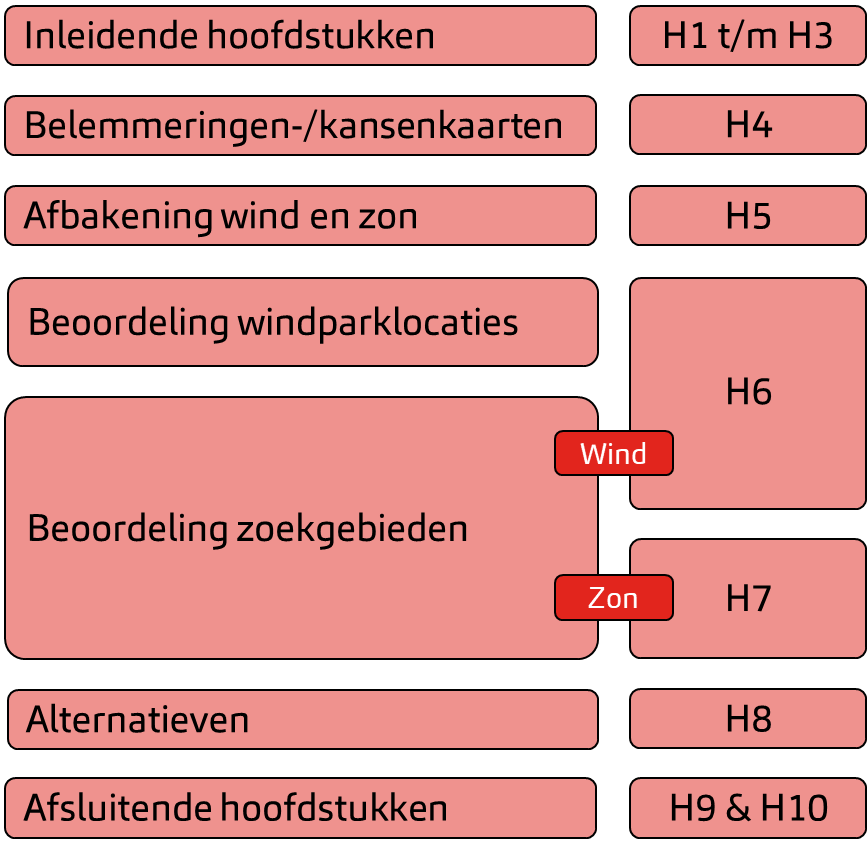 Inleidende hoofdstukken
H1 t/m H3
Belemmeringen-/kansenkaarten
H4
Afbakening wind en zon
H5
Beoordeling windparklocaties
H6
Wind
Beoordeling zoekgebieden
Zon
H7
Alternatieven
H8
Afsluitende hoofdstukken
H9 & H10